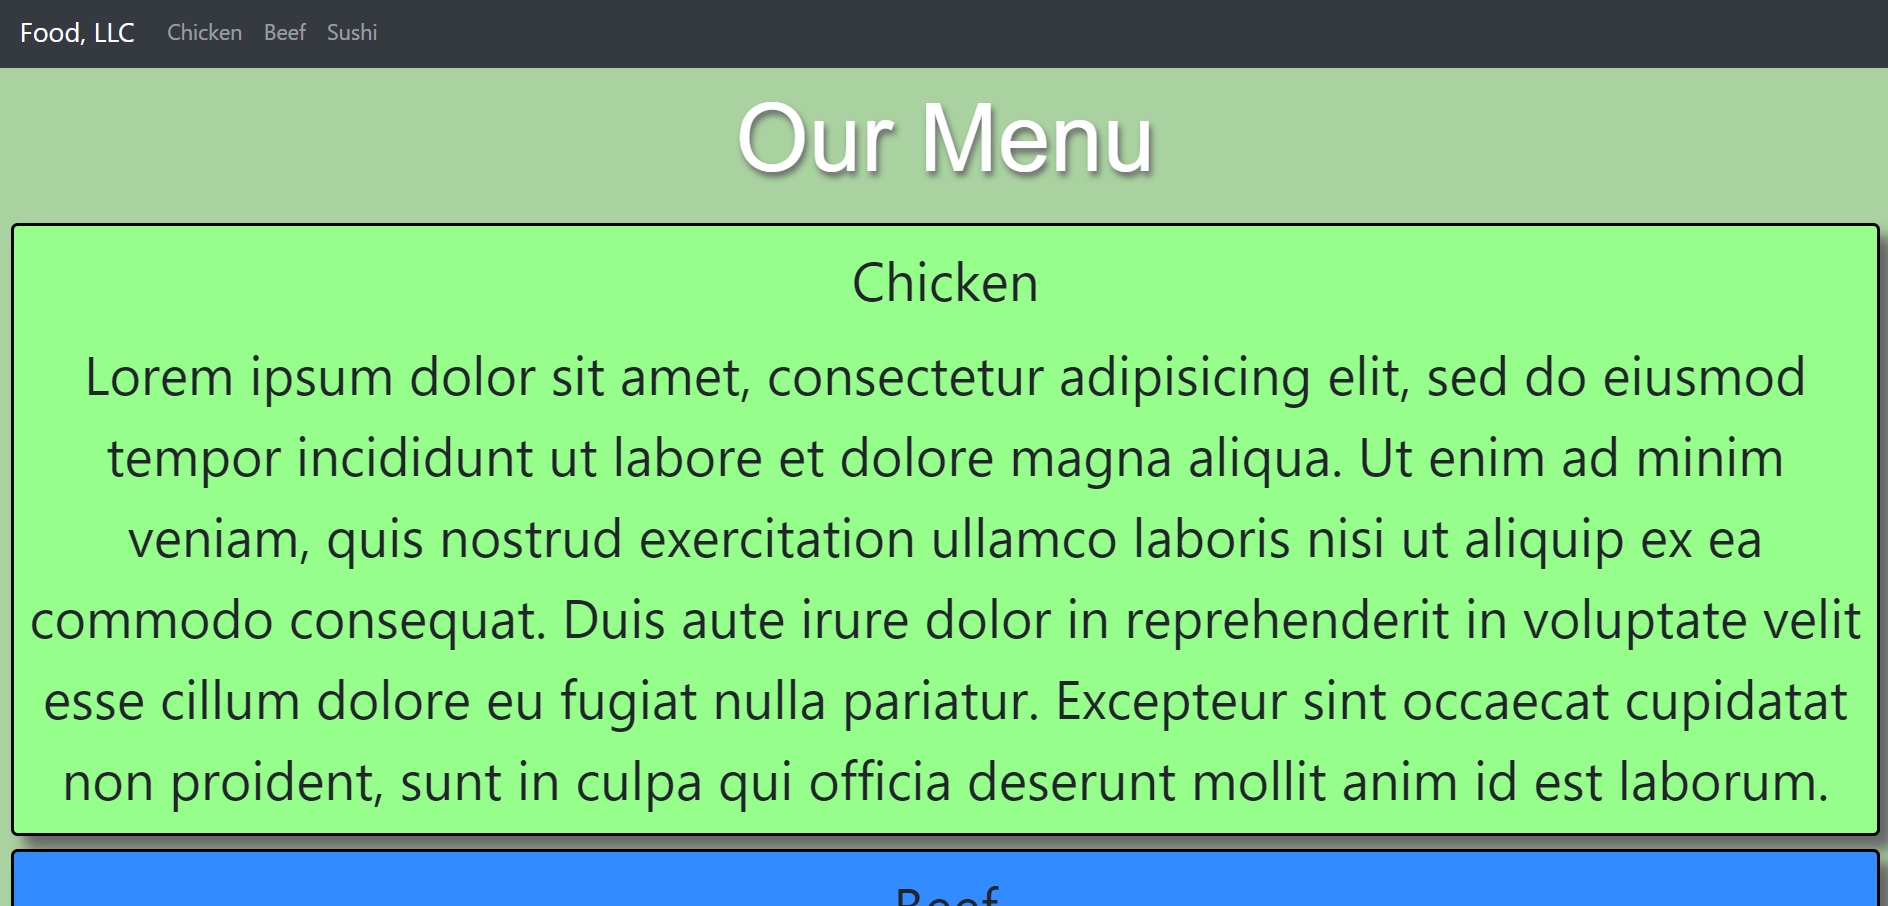 Food, LLC Chicken Beef Sushi
Our Menu
Chicken
Lorem ipsum dolor sit amet, consectetur adipisicing elit, sed do eiusmod
tempor incididunt ut labore et dolore magna aliqua. Ut enim ad minim
veniam, quis nostrud exercitation ullamco laboris nisi ut aliquip ex ea
commodo consequat. Duis aute irure dolor in reprehenderit in voluptate velit
esse cillum dolore eu fugiat nulla pariatur. Excepteur sint occaecat cupidatat
non proident, sunt in culpa qui officia deserunt mollit anim id est laborum.
Beef